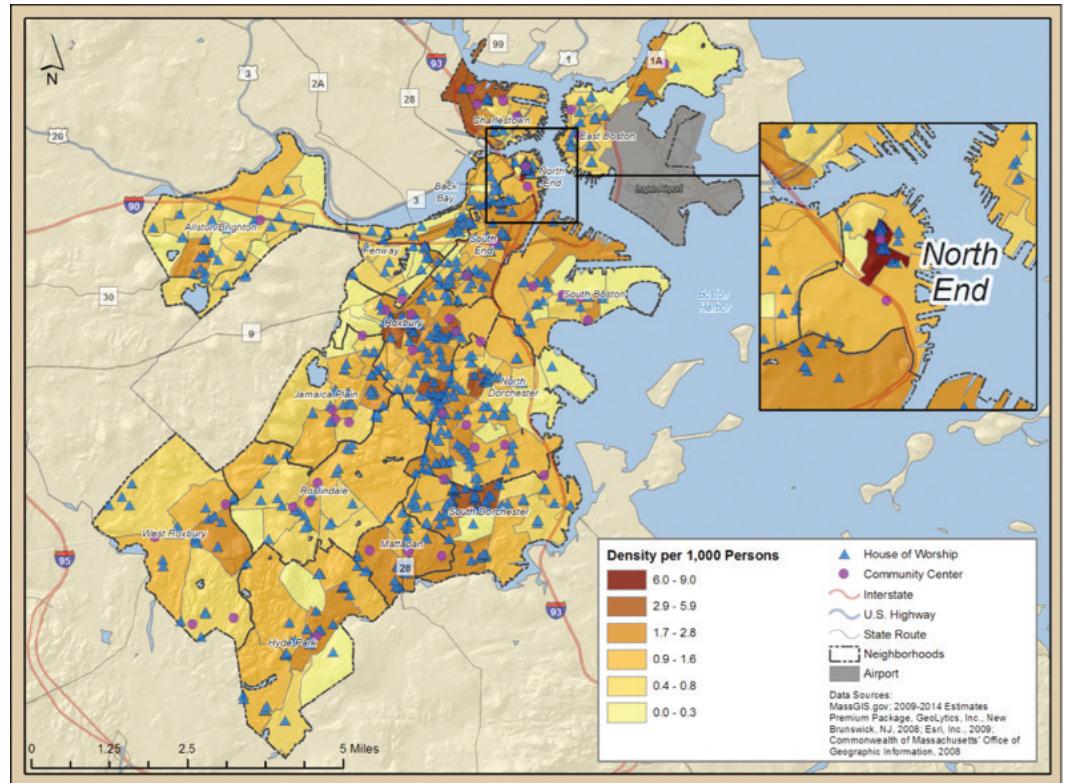 99
93
1
1A
3
2A
28
20
N
Charlestown
East Boston
North
End
Back
Bay
Logan Airport
90
3
Allston/Brighton
Fenway
South
End
30
9
South Boston
Boston
Harbor
Roxbury
North
Dorchester
Jamaica Plain
Roslindale
West Roxbury
South Dorchester
Mattapan
28
95
93
Hyde Park
0
1.25
2.5
5 Miles
North
End
Density per 1,000 Persons
6.0 - 9.0
2.9 - 5.9
1.7 - 2.8
0.9 - 1.6
0.4 - 0.8
0.0 - 0.3
House of Worship
Community Center
Interstate
U.S. Highway
State Route
Neighborhoods
Airport
Data Sources:
MassGIS.gov; 2009-2014 Estimates
Premium Package, GeoLytics, Inc., New
Brunswick, NJ, 2008; Esri, Inc., 2009;
Commonwealth of Massachusetts' Office of
Geographic Information, 2008